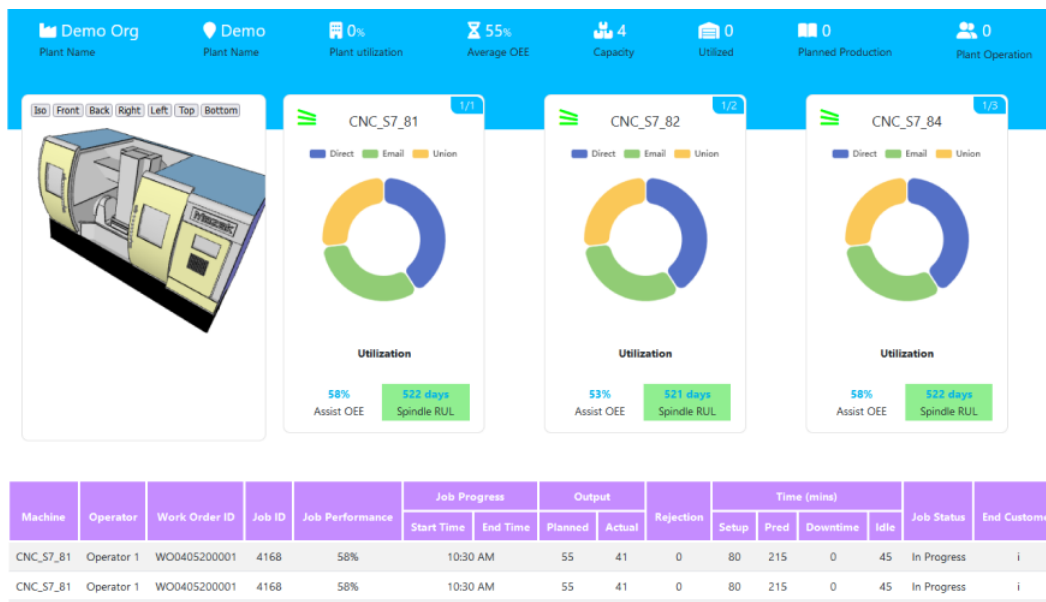 Demo Org
Plant Name
Demo
Plant Name
0%
Plant utilization
55%
Average OEE
4
Capacity
0
Utilized
0
Planned Production
0
Plant Operation
Iso Front Back Right Left Top Bottom
1/1
CNC_S7_81
Direct Email Union
Utilization
58%
Assist OEE
522 days
Spindle RUL
1/2
CNC_S7_82
Direct Email Union
Utilization
53%
Assist OEE
521 days
Spindle RUL
1/3
CNC_S7_84
Direct Email Union
Utilization
58%
Assist OEE
522 days
Spindle RUL
Job Progress Output Time (mins)
Machine Operator Work Order ID Job ID Job Performance Rejection Job Status End Custome
Start Time End Time Planned Actual Setup Pred Downtime Idle
CNC_S7_81 Operator 1 WO0405200001 4168 58% 10:30 AM 55 41 0 80 215 0 45 In Progress i
CNC_S7_81 Operator 1 WO0405200001 4168 58% 10:30 AM 55 41 0 80 215 0 45 In Progress i